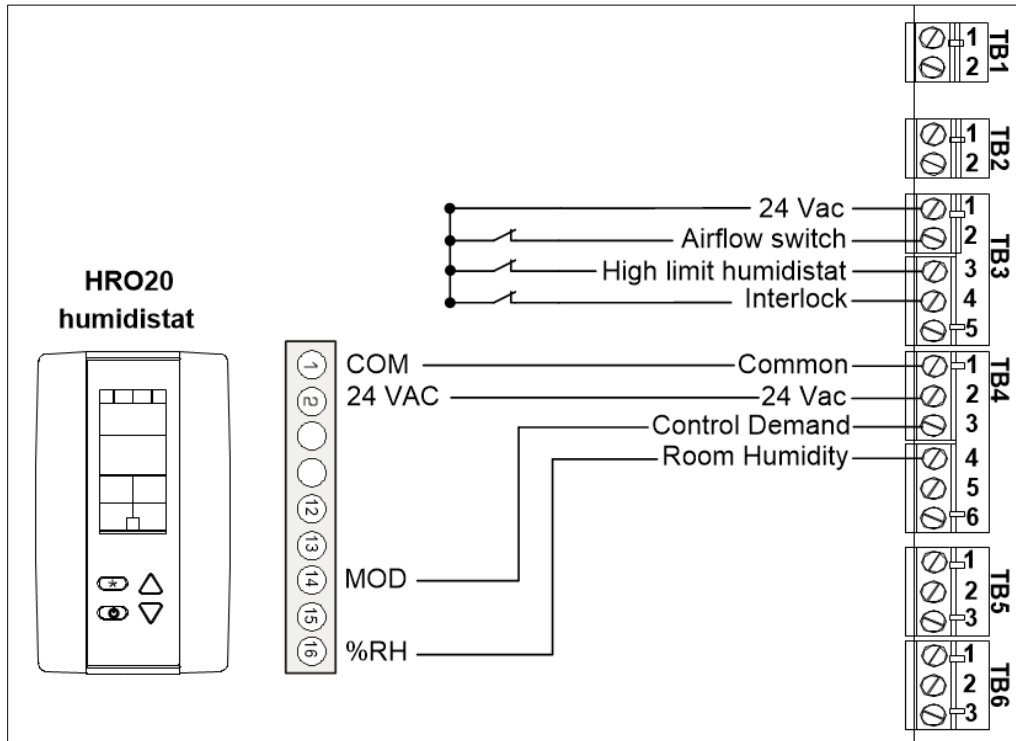 1
TB1
2
1
TB2
2
24 Vac
1
Airflow switch
2
TB3
High limit humidistat
3
Interlock
4
5
HRO20
humidistat
1
COM
Common
1
TB4
2
24 VAC
24 Vac
2
Control Demand
3
Room Humidity
4
5
6
12
13
14
MOD
15
16
%RH
1
TB5
2
3
1
TB6
2
3